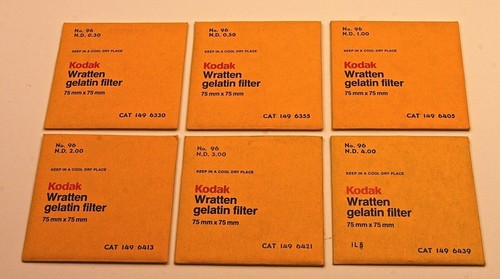 No. 96
N.D. 0.30
KEEP IN A COOL DRY PLACE
Kodak
Wratten
gelatin filter
75 mm x 75 mm
CAT 149 6330
No. 96
N.D. 0.50
KEEP IN A COOL DRY PLACE
Kodak
Wratten
gelatin filter
75 mm x 75 mm
CAT 149 6355
No. 96
N.D. 1.00
KEEP IN A COOL DRY PLACE
Kodak
Wratten
gelatin filter
75 mm x 75 mm
CAT 149 6405
No. 96
N.D. 2.00
KEEP IN A COOL DRY PLACE
Kodak
Wratten
gelatin filter
75 mm x 75 mm
CAT 149 6413
No. 96
N.D. 3.00
KEEP IN A COOL DRY PLACE
Kodak
Wratten
gelatin filter
75 mm x 75 mm
CAT 149 6421
No. 96
N.D. 4.00
KEEP IN A COOL DRY PLACE
Kodak
Wratten
gelatin filter
75 mm x 75 mm
CAT 149 6439